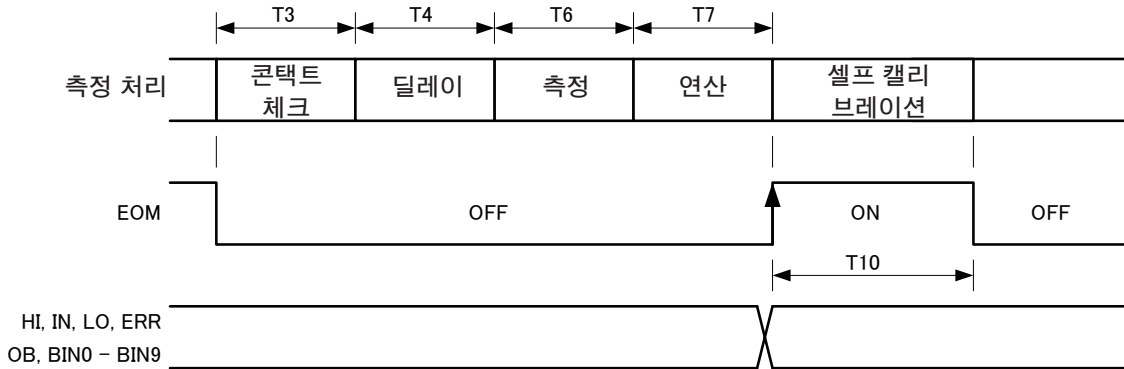 T3 T4 T6 T7
측정 처리 콘택트 체크 딜레이 측정 연산 셀프 캘리 브레이션
EOM OFF ON OFF
T10
HI, IN, LO, ERR
OB, BIN0 - BIN9